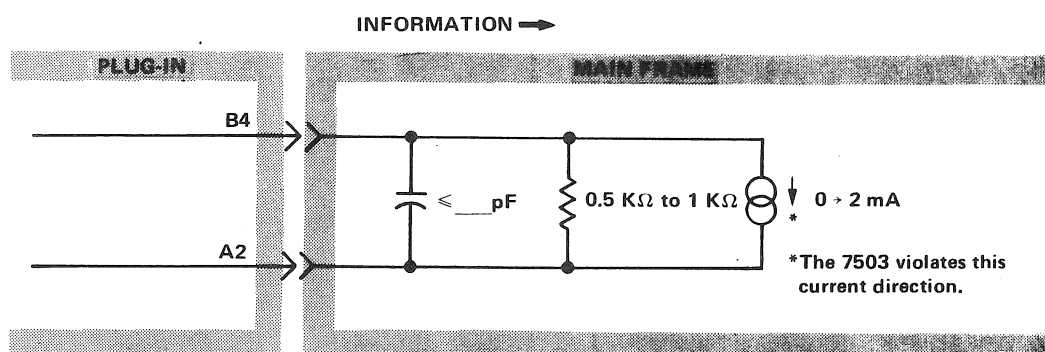 INFORMATION
PLUG-IN
MAIN FRAME
B4
A2
≤ ___pF
0.5 KΩ to 1 KΩ
0 → 2 mA
*
*The 7503 violates this
current direction.